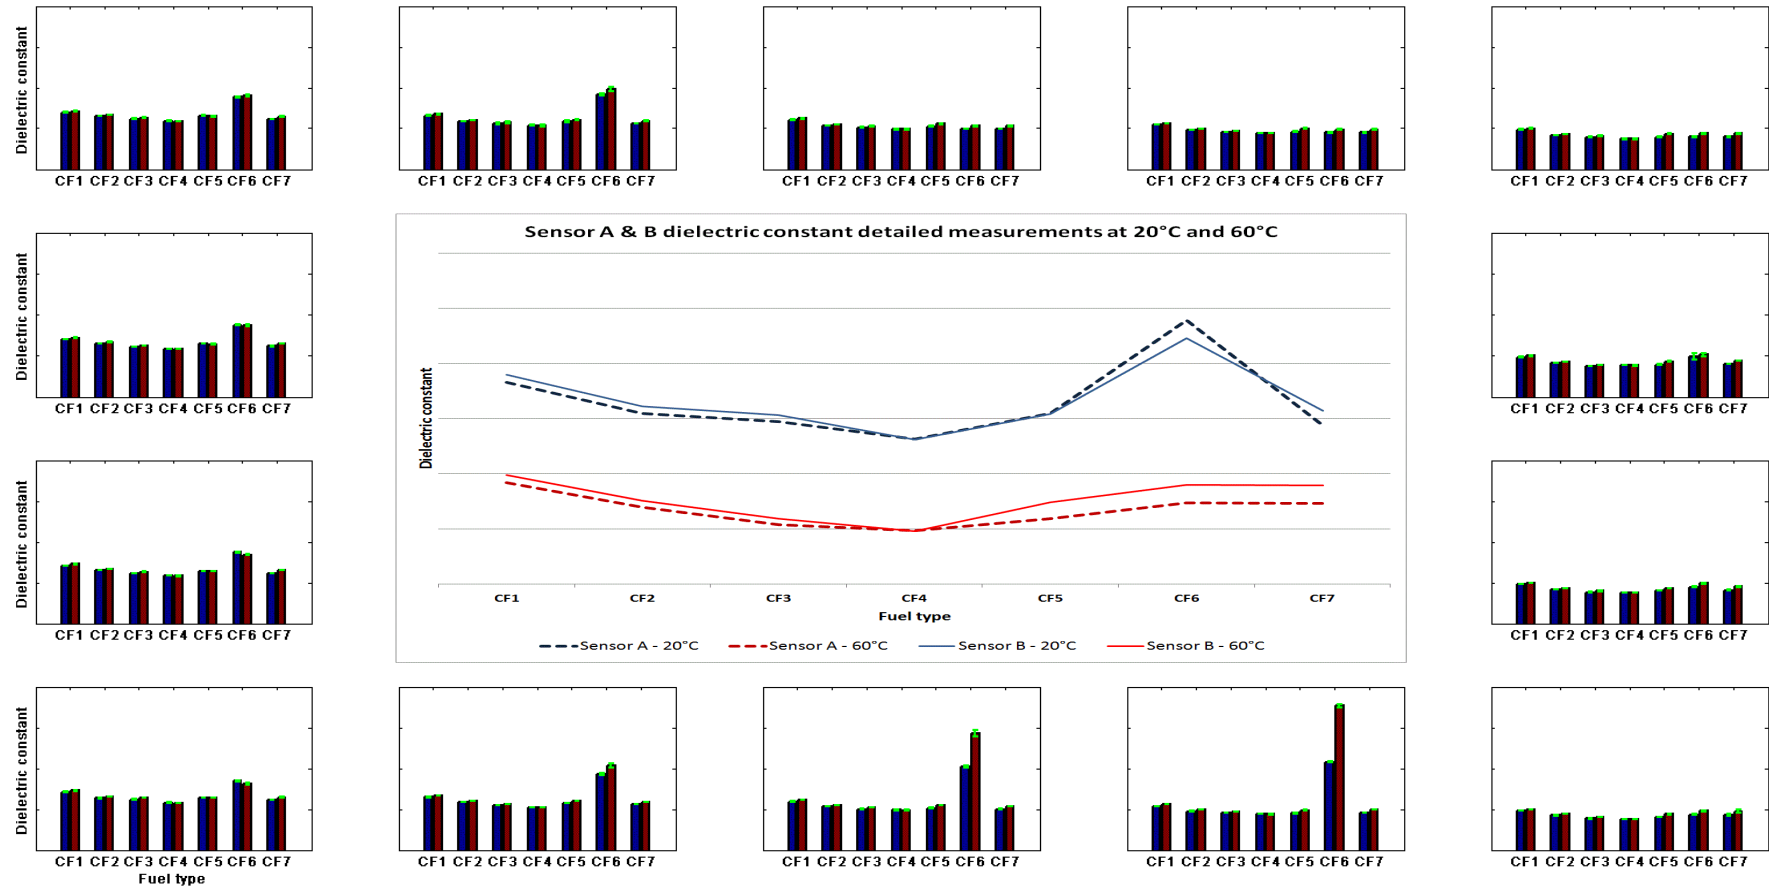 Dielectric constant
CF1 CF2 CF3 CF4 CF5 CF6 CF7
CF1 CF2 CF3 CF4 CF5 CF6 CF7
CF1 CF2 CF3 CF4 CF5 CF6 CF7
CF1 CF2 CF3 CF4 CF5 CF6 CF7
CF1 CF2 CF3 CF4 CF5 CF6 CF7
Dielectric constant
CF1 CF2 CF3 CF4 CF5 CF6 CF7
Sensor A & B dielectric constant detailed measurements at 20°C and 60°C
Dielectric constant
CF1 CF2 CF3 CF4 CF5 CF6 CF7
Fuel type
Sensor A - 20°C Sensor A - 60°C Sensor B - 20°C Sensor B - 60°C
CF1 CF2 CF3 CF4 CF5 CF6 CF7
Dielectric constant
CF1 CF2 CF3 CF4 CF5 CF6 CF7
CF1 CF2 CF3 CF4 CF5 CF6 CF7
Dielectric constant
CF1 CF2 CF3 CF4 CF5 CF6 CF7
Fuel type
CF1 CF2 CF3 CF4 CF5 CF6 CF7
CF1 CF2 CF3 CF4 CF5 CF6 CF7
CF1 CF2 CF3 CF4 CF5 CF6 CF7
CF1 CF2 CF3 CF4 CF5 CF6 CF7